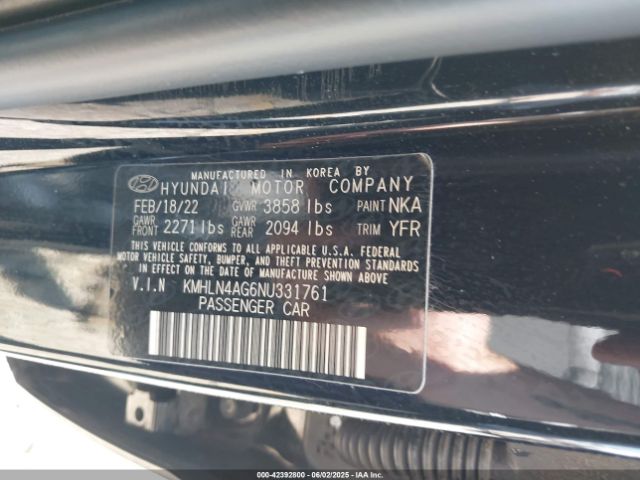 MANUFACTURED IN KOREA BY
HYUNDAI MOTOR COMPANY
FEB/18/22 GVWR 3858 lbs PAINT NKA
GAWR FRONT 2271 lbs GAWR REAR 2094 lbs TRIM YFR
THIS VEHICLE CONFORMS TO ALL APPLICABLE U.S.A. FEDERAL
MOTOR VEHICLE SAFETY, BUMPER, AND THEFT PREVENTION STANDARDS
IN EFFECT ON THE DATE OF MANUFACTURE SHOWN ABOVE
V.I.N KMHLN4AG6NU331761
PASSENGER CAR
000-42392800 - 06/02/2025 - IAA Inc.